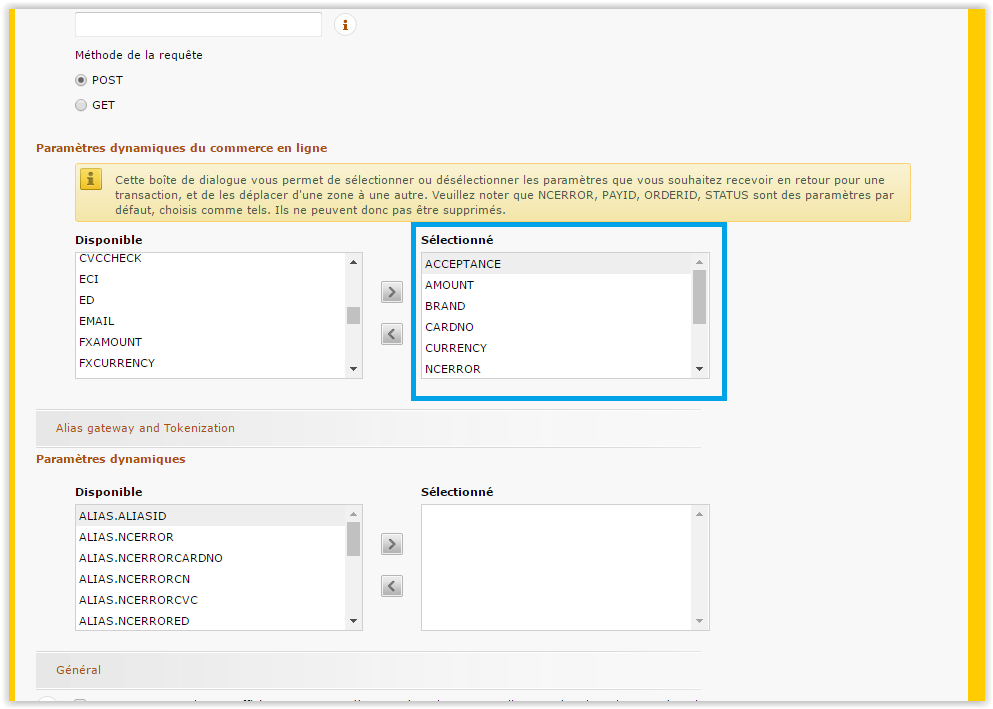 Méthode de la requête
POST
GET
Paramètres dynamiques du commerce en ligne
Cette boîte de dialogue vous permet de sélectionner ou désélectionner les paramètres que vous souhaitez recevoir en retour pour une
transaction, et de les déplacer d'une zone à une autre. Veuillez noter que NCERROR, PAYID, ORDERID, STATUS sont des paramètres par
défaut, choisis comme tels. Ils ne peuvent donc pas être supprimés.
Disponible
CVCCHECK
ECI
ED
EMAIL
FXAMOUNT
FXCURRENCY
Sélectionné
ACCEPTANCE
AMOUNT
BRAND
CARDNO
CURRENCY
NCERROR
Alias gateway and Tokenization
Paramètres dynamiques
Disponible
ALIAS.ALIASID
ALIAS.NCERROR
ALIAS.NCERRORCARDNO
ALIAS.NCERRORCN
ALIAS.NCERRORCVC
ALIAS.NCERRORED
Sélectionné
Général